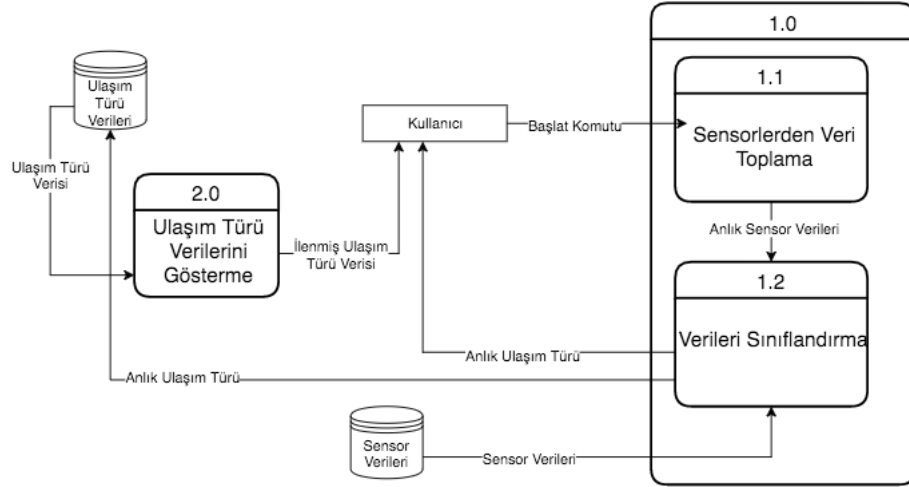 1.0
Ulaşım
Türü
Verileri
1.1
Sensorlerden Veri
Toplama
Kullanıcı
Başlat Komutu
Ulaşım Türü
Verisi
2.0
Ulaşım Türü
Verilerini
Gösterme
İlenmiş Ulaşım
Türü Verisi
Anlık Sensor Verileri
1.2
Verileri Sınıflandırma
Anlık Ulaşım Türü
Anlık Ulaşım Türü
Sensor
Verileri
Sensor Verileri